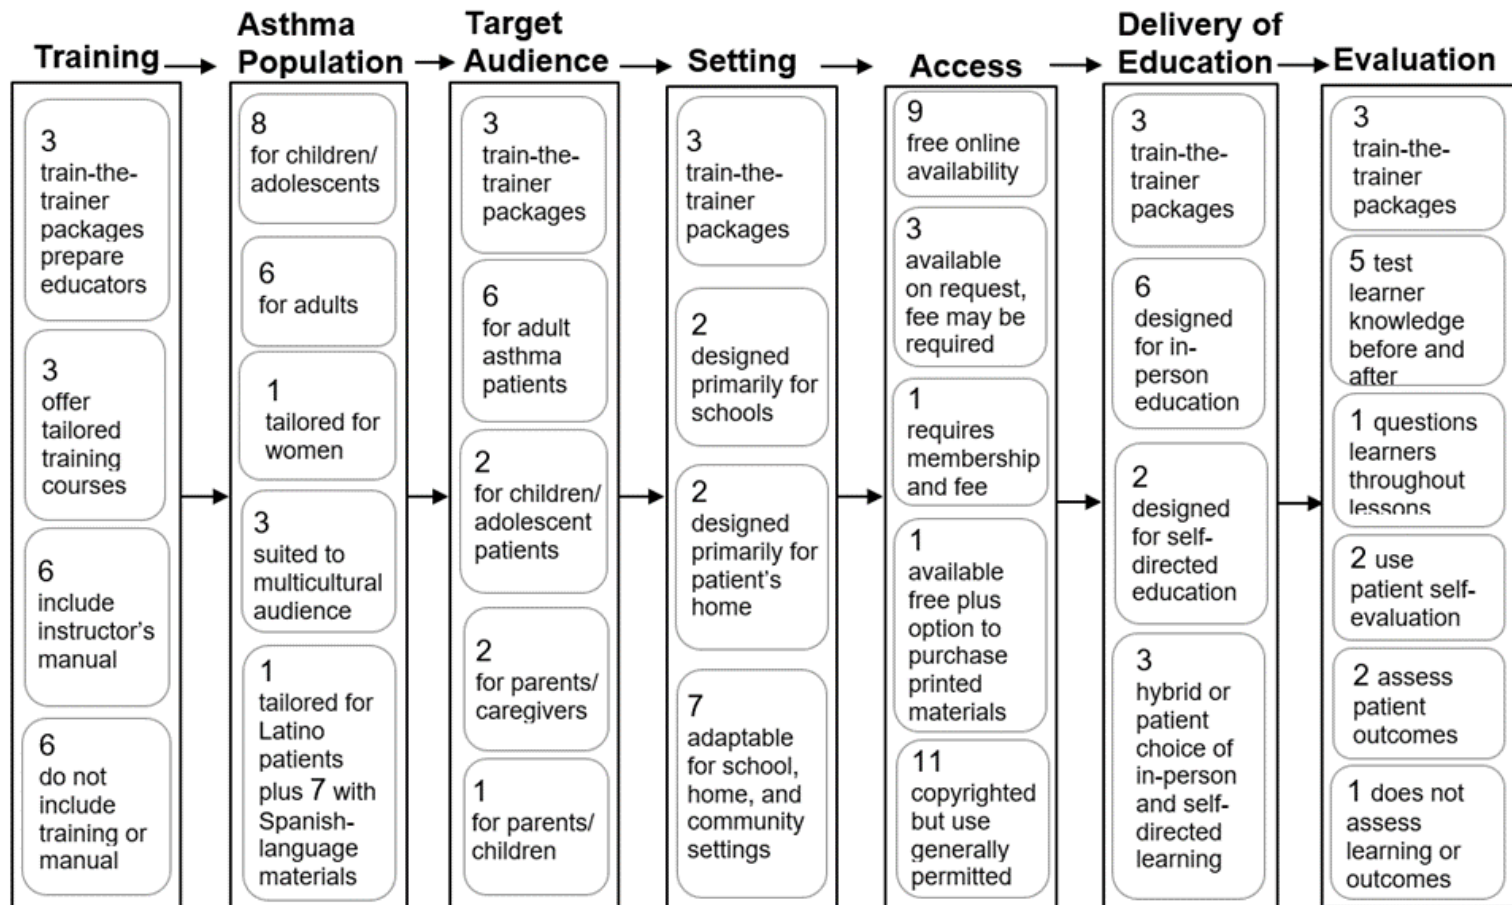 Training
3
train-the-
trainer
packages
prepare
educators
3
offer
tailored
training
courses
6
include
instructor's
manual
6
do not
include
training or
manual
Asthma
Population
8
for children/
adolescents
6
for adults
1
tailored for
women
3
suited to
multicultural
audience
1
tailored for
Latino
patients
plus 7 with
Spanish-
language
materials
Target
Audience
3
train-the-
trainer
packages
6
for adult
asthma
patients
2
for children/
adolescent
patients
2
for parents/
caregivers
1
for parents/
children
Setting
3
train-the-
trainer
packages
2
designed
primarily for
schools
2
designed
primarily for
patient's
home
7
adaptable
for school,
home, and
community
settings
Access
9
free online
availability
3
available
on request,
fee may be
required
1
requires
membership
and fee
1
available
free plus
option to
purchase
printed
materials
11
copyrighted
but use
generally
permitted
Delivery of
Education
3
train-the-
trainer
packages
6
designed
for in-
person
education
2
designed
for self-
directed
education
3
hybrid or
patient
choice of
in-person
and self-
directed
learning
Evaluation
3
train-the-
trainer
packages
5 test
learner
knowledge
before and
after
1 questions
learners
throughout
lessons
2 use
patient self-
evaluation
2 assess
patient
outcomes
1 does not
assess
learning or
outcomes